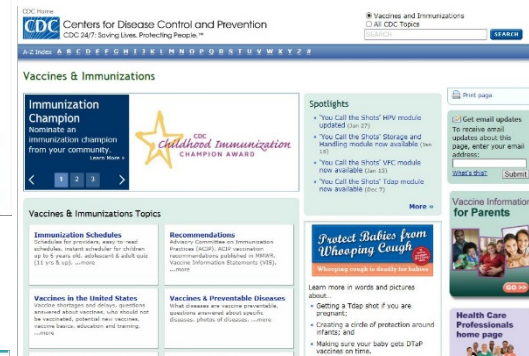 CDC Home
CDC Centers for Disease Control and Prevention
CDC 24/7: Saving Lives. Protecting People.™
Vaccines and Immunizations
All CDC Topics
SEARCH
SEARCH
A-Z Index A B C D E F G H I J K L M N O P Q R S T U V W X Y Z #
Vaccines & Immunizations
Immunization
Champion
Nominate an
immunization champion
from your community.
Learn More »
1 2 3
CDC
Childhood Immunization
CHAMPION AWARD
Vaccines & Immunizations Topics
Immunization Schedules
Schedules for providers, easy-to-read
schedules, instant scheduler for children
up to 6 years old, adolescent & adult quiz
(11 yrs & up). ...more
Recommendations
Advisory Committee on Immunization
Practices (ACIP), ACIP vaccination
recommendations published in MMWR,
Vaccine Information Statements (VIS).
...more
Vaccines in the United States
Vaccine shortages and delays, questions
answered about vaccines, who should not
be vaccinated, potential new vaccines,
vaccine basics, education and training.
...more
Vaccines & Preventable Diseases
What diseases are vaccine preventable,
questions answered about specific
diseases, photos of diseases. ...more
Spotlights
'You Call the Shots' HPV module
updated (Jan 27)
'You Call the Shots' Storage and
Handling module now available (Jan
'You Call the Shots' VFC module
now available (Jan 13)
'You Call the Shots' Tdap module
now available (Dec 9)
More »
Protect Babies from
Whooping Cough
Whooping cough is deadly for babies
Learn more in words and pictures
about...
Getting a Tdap shot if you are
pregnant;
Creating a circle of protection around
infants; and
Making sure your baby gets DTaP
vaccines on time.
Print page
Get email updates
To receive email
updates about this
page, enter your email
address:
What's this? Submit
Vaccine Information
for Parents
GO >>
Health Care
Professionals
home page